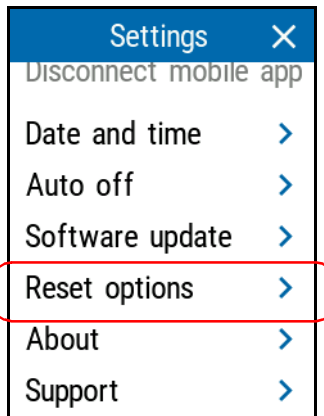 Settings
Disconnect mobile app
Date and time
Auto off
Software update
Reset options
About
Support